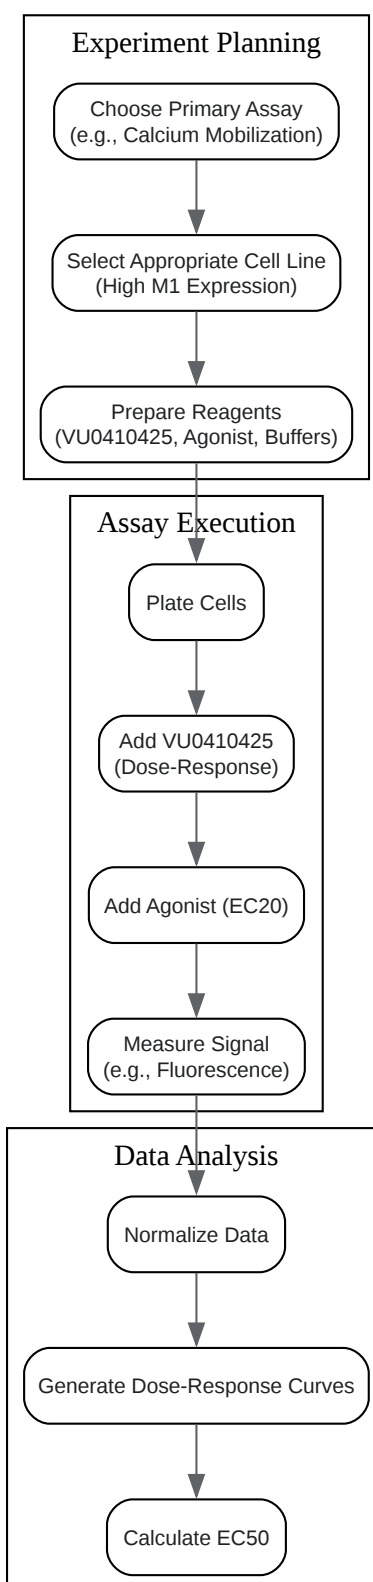 Experiment Planning
Choose Primary Assay
(e.g., Calcium Mobilization)
Select Appropriate Cell Line
(High M1 Expression)
Prepare Reagents
(VU0410425, Agonist, Buffers)
Assay Execution
Plate Cells
Add VU0410425
(Dose-Response)
Add Agonist (EC20)
Measure Signal
(e.g., Fluorescence)
Data Analysis
Normalize Data
Generate Dose-Response Curves
Calculate EC50